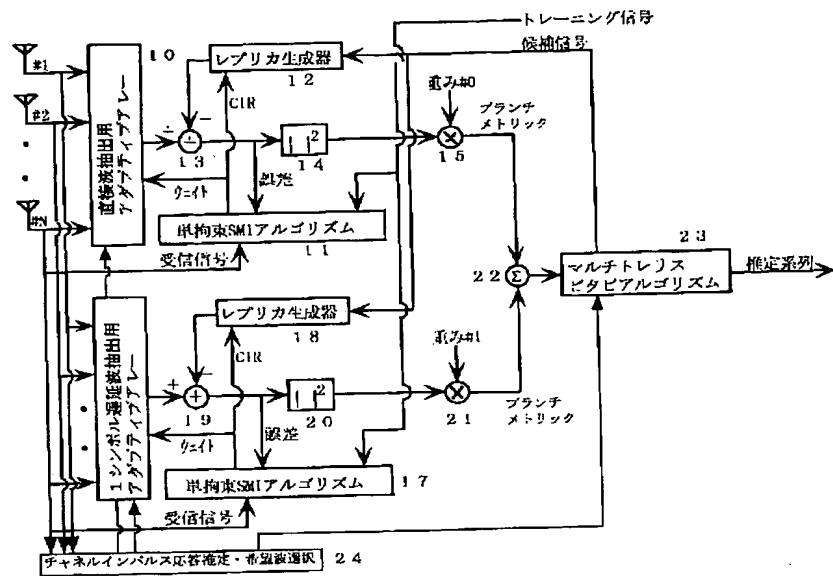 トレーニング信号
候補信号
#1
#2
#2
直接波抽出用
アダプティブアレー
10
レプリカ生成器
12
CIR
−
÷
÷
13
| |²
14
重み#0
×
15
ブランチ
メトリック
ウェイト
誤差
単拘束SMIアルゴリズム
11
受信信号
22
Σ
23
マルチトレリス
ビタビアルゴリズム
推定系列
1シンボル遅延波抽出用
アダプティブアレー
レプリカ生成器
18
CIR
−
+
+
19
| |²
20
重み#1
×
21
ブランチ
メトリック
ウェイト
誤差
単拘束SMIアルゴリズム
17
受信信号
チャネルインパルス応答推定・希望波選択
24